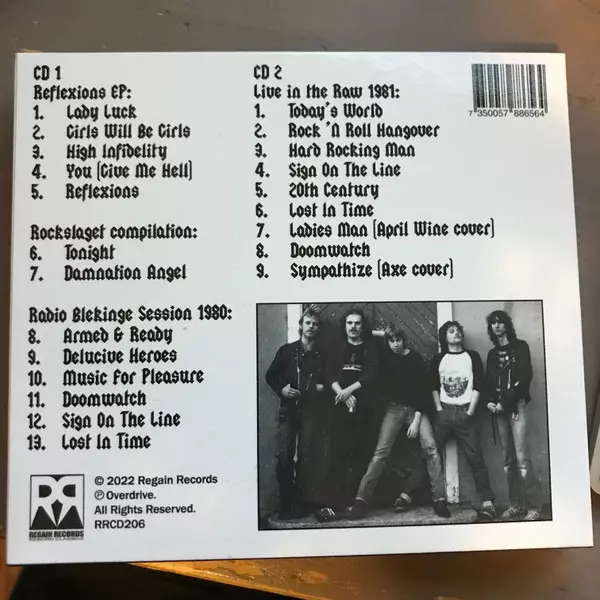 CD 1
Reflexions EP:
1. Lady Luck
2. Girls Will Be Girls
3. High Infidelity
4. You (Give Me Hell)
5. Reflexions
Rockslaget compilation:
6. Tonight
7. Damnation Angel
Radio Blekinge Session 1980:
8. Armed & Ready
9. Delucive Heroes
10. Music For Pleasure
11. Doomwatch
12. Sign On The Line
13. Lost In Time
CD 2
Live in the Raw 1981:
1. Today's World
2. Rock 'N Roll Hangover
3. Hard Rocking Man
4. Sign On The Line
5. 20th Century
6. Lost In Time
7. Ladies Man (April Wine cover)
8. Doomwatch
9. Sympathize (Axe cover)
7 350057 886564
REGAIN RECORDS
© 2022 Regain Records
℗ Overdrive.
All Rights Reserved.
RRCD206